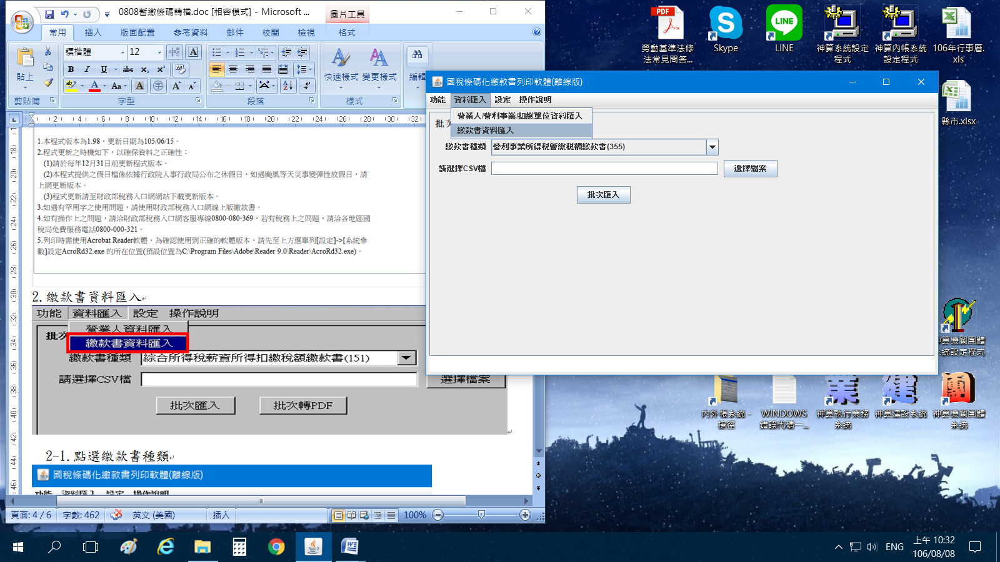 0808暫繳條碼轉檔.doc [相容模式] - Microsoft ...
圖片工具
常用 插入 版面配置 參考資料 郵件 校閱 檢視 格式
標楷體 12
貼上
快速樣式 變更樣式 編輯
剪貼簿 字型 段落 樣式
2 4 6 8 10 12 14 16 18 20 22 24 26 28 30 32
1.本程式版本為1.98，更新日期為105/06/15。
2.程式更新之時機如下，以確保資料之正確性：
(1)請於每年12月31日前更新程式版本。
(2)本程式提供之假日檔係依據行政院人事行政局公布之休假日，如遇颱風等天災事變彈性放假日，請
上網更新版本。
(3)程式更新請至財政部稅務入口網網站下載更新版本。
3.如遇有罕用字之使用問題，請使用財政部稅務入口網線上版繳款書。
4.如有操作上之問題，請洽財政部稅務入口網客服專線0800-080-369，若有稅務上之問題，請洽各地區國
稅局免費服務電話0800-000-321。
5.列印時需使用Acrobat Reader軟體，為確認使用到正確的軟體版本，請先至上方選單列[設定]->[系統參
數]設定AcroRd32.exe 的所在位置(預設位置為C:\Program Files\Adobe\Reader 9.0\Reader\AcroRd32.exe)。
2.繳款書資料匯入
功能 資料匯入 設定 操作說明
營業人資料匯入
批次
繳款書資料匯入
繳款書種類 綜合所得稅薪資所得扣繳稅額繳款書(151)
請選擇CSV檔 選擇檔案
批次匯入 批次轉PDF
2-1.點選繳款書種類
國稅條碼化繳款書列印軟體(離線版)
功能 資料匯入 設定 操作說明
頁面: 4 / 6 字數: 462 英文 (美國) 插入 100%
國稅條碼化繳款書列印軟體(離線版)
功能 資料匯入 設定 操作說明
營業人/營利事業/扣繳單位資料匯入
批次
繳款書資料匯入
繳款書種類 營利事業所得稅暫繳稅額繳款書(355)
請選擇CSV檔 選擇檔案
批次匯入
PDF
勞動基準法修
法常見問答...
Skype
LINE
LINE
神算系統設定
程式
神算內帳系統
設定程式
106年行事曆.
xls
縣市.xlsx
神算機關團體
系統設定程式
內外帳系統 -
捷徑
WINDOWS
錯誤代碼一...
業
神算執行業務
系統
建
神算建設系統
團
神算機關團體
系統
ENG
上午 10:32
106/08/08